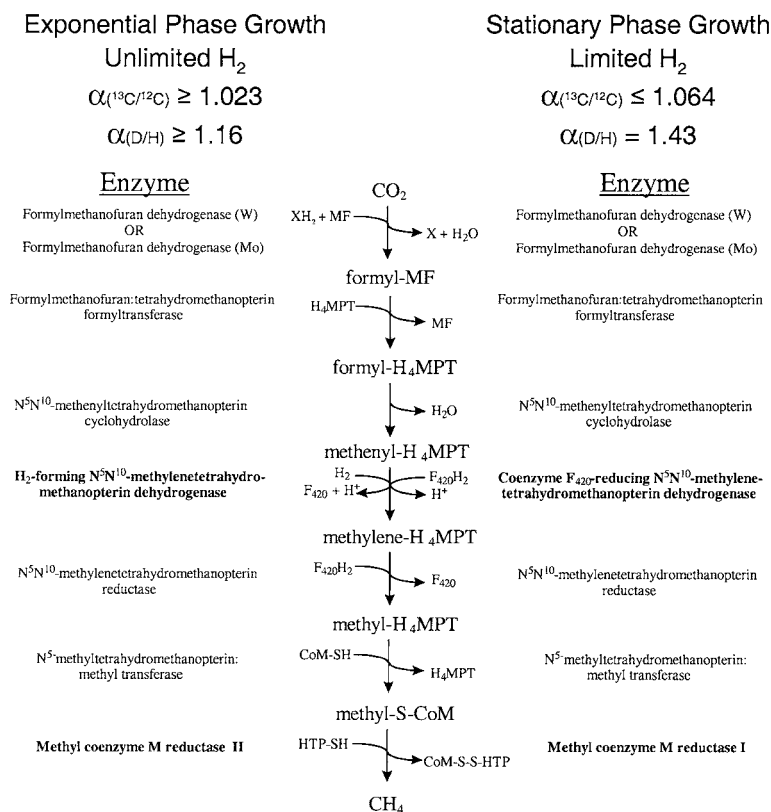 Exponential Phase Growth
Unlimited H₂
α(¹³C/¹²C) ≥ 1.023
α(D/H) ≥ 1.16
Stationary Phase Growth
Limited H₂
α(¹³C/¹²C) ≤ 1.064
α(D/H) = 1.43
Enzyme
Enzyme
CO₂
Formylmethanofuran dehydrogenase (W)
OR
Formylmethanofuran dehydrogenase (Mo)
XH₂ + MF
X + H₂O
Formylmethanofuran dehydrogenase (W)
OR
Formylmethanofuran dehydrogenase (Mo)
formyl-MF
Formylmethanofuran:tetrahydromethanopterin
formyltransferase
H₄MPT
MF
Formylmethanofuran:tetrahydromethanopterin
formyltransferase
formyl-H₄MPT
N⁵N¹⁰-methenyltetrahydromethanopterin
cyclohydrolase
H₂O
N⁵N¹⁰-methenyltetrahydromethanopterin
cyclohydrolase
methenyl-H₄MPT
H₂-forming N⁵N¹⁰-methylenetetrahydro-
methanopterin dehydrogenase
H₂
F₄₂₀H₂
F₄₂₀ + H⁺
H⁺
Coenzyme F₄₂₀-reducing N⁵N¹⁰-methylene-
tetrahydromethanopterin dehydrogenase
methylene-H₄MPT
N⁵N¹⁰-methylenetetrahydromethanopterin
reductase
F₄₂₀H₂
F₄₂₀
N⁵N¹⁰-methylenetetrahydromethanopterin
reductase
methyl-H₄MPT
N⁵-methyltetrahydromethanopterin:
methyl transferase
CoM-SH
H₄MPT
N⁵-methyltetrahydromethanopterin:
methyl transferase
methyl-S-CoM
Methyl coenzyme M reductase II
HTP-SH
CoM-S-S-HTP
Methyl coenzyme M reductase I
CH₄